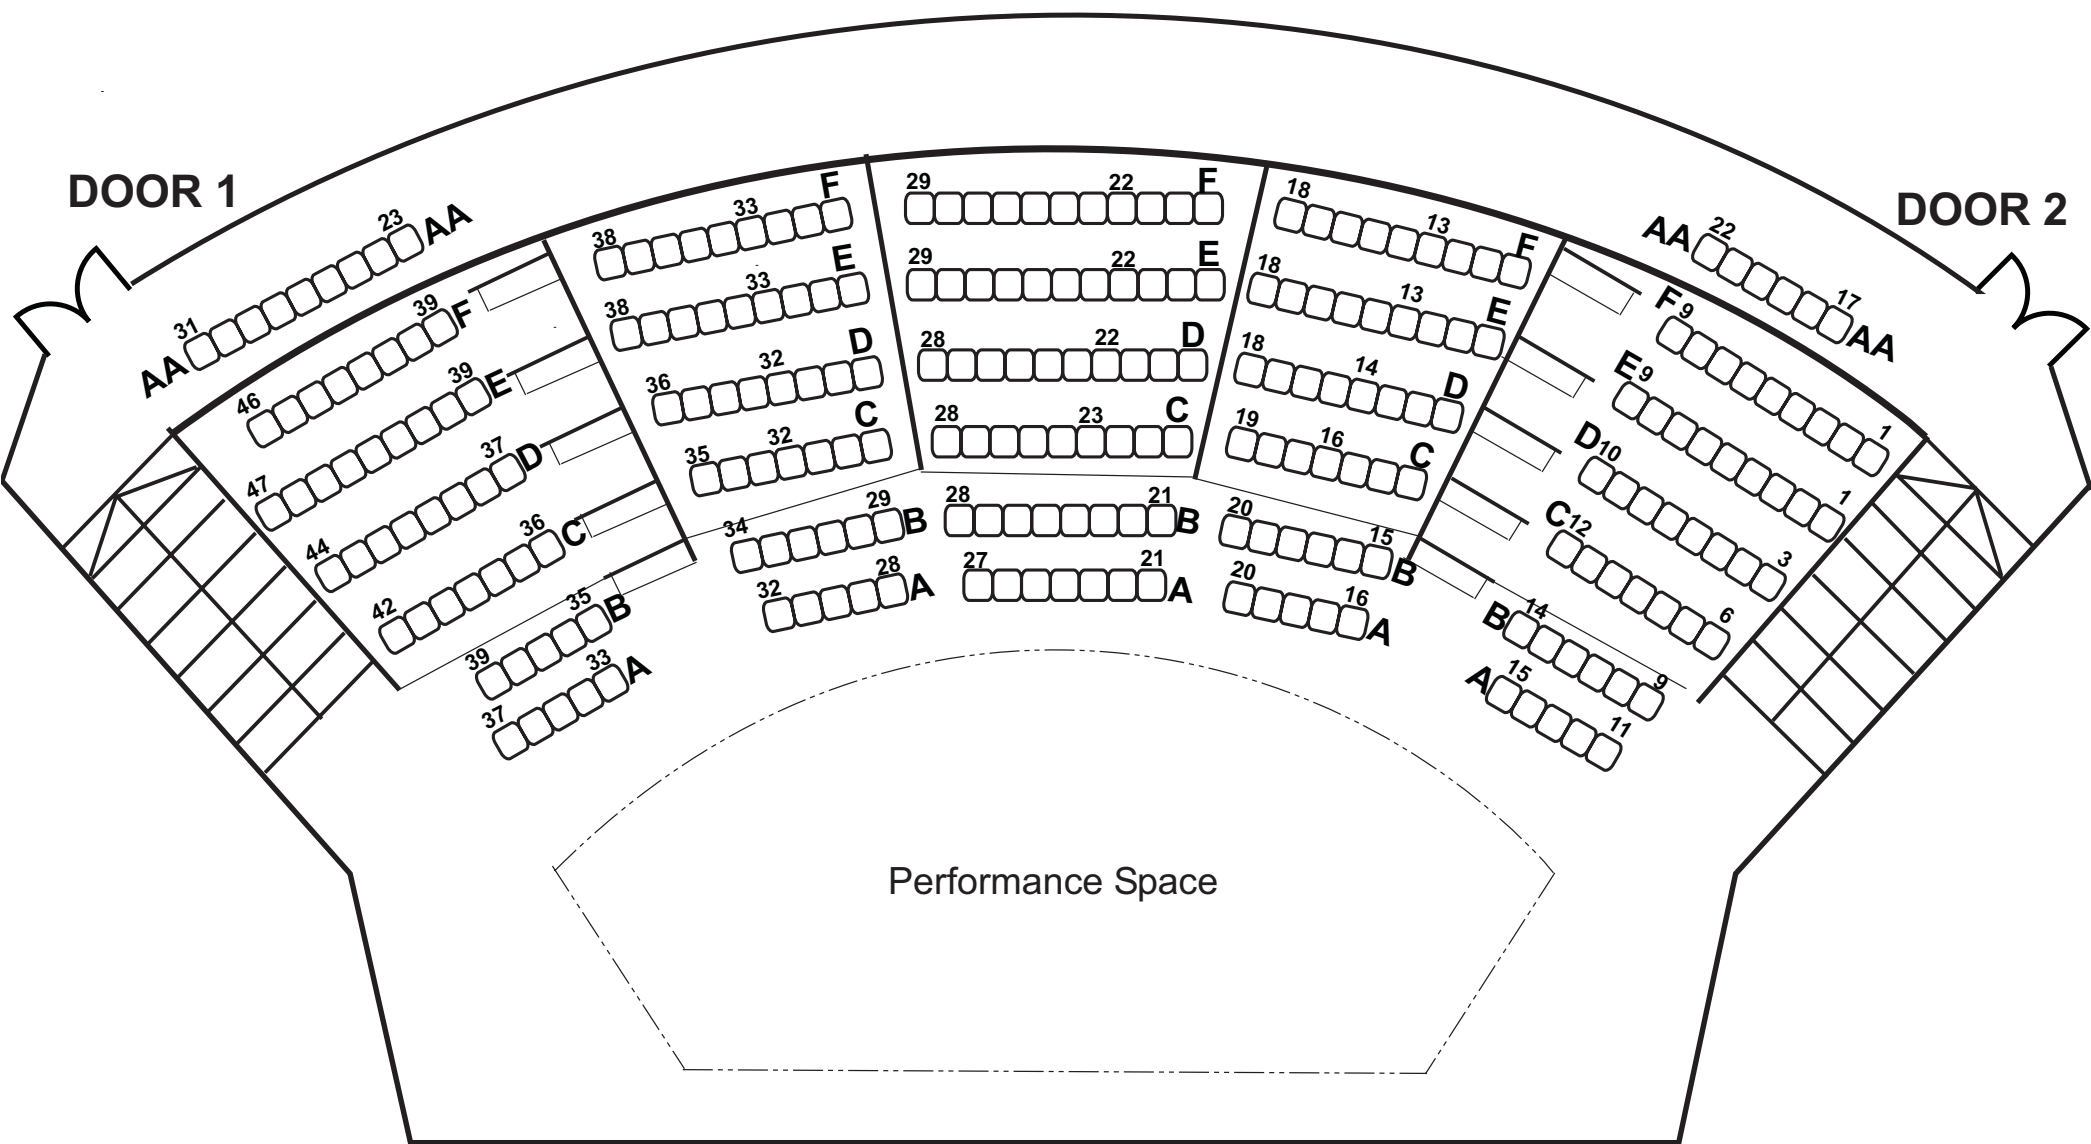 DOOR 1
DOOR 2
AA 31 23 AA
AA 22 17 AA
46 39 F
38 33 F
29 22 F
18 13 F
F 9 1
47 39 E
38 33 E
29 22 E
18 13 E
E 9 1
44 37 D
36 32 D
28 22 D
18 14 D
D 10 3
42 36 C
35 32 C
28 23 C
19 16 C
C 12 6
39 35 B
34 29 B
28 21 B
20 15 B
B 14 9
37 33 A
32 28 A
27 21 A
20 16 A
A 15 11
Performance Space